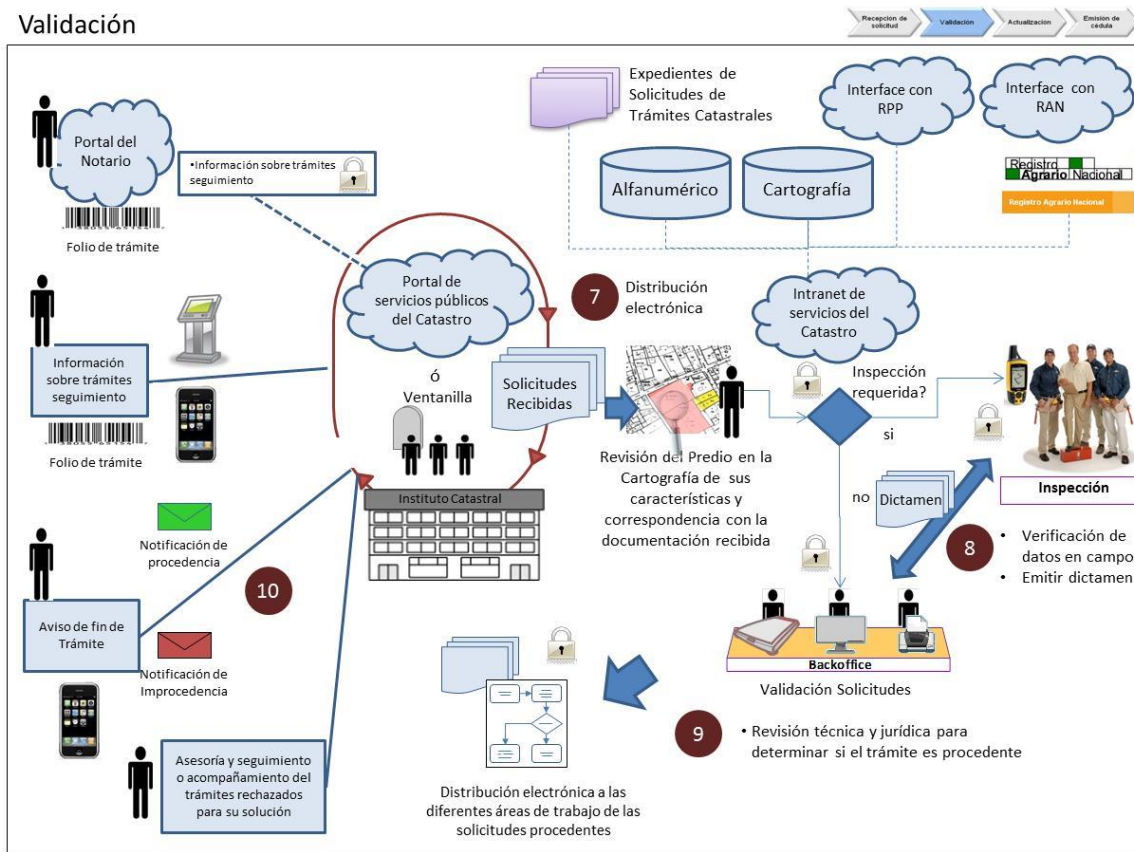 Validación
Recepción de
solicitud
Validación
Actualización
Emisión de
cédula
Expedientes de
Solicitudes de
Trámites Catastrales
Interface con
RPP
Interface con
RAN
Portal del
Notario
•Información sobre trámites
seguimiento
Alfanumérico
Cartografía
Registro
Agrario Nacional
Registro Agrario Nacional
Folio de trámite
Portal de
servicios públicos
del Catastro
7
Distribución
electrónica
Intranet de
servicios del
Catastro
Información
sobre trámites
seguimiento
ó
Ventanilla
Solicitudes
Recibidas
Inspección
requerida?
si
Folio de trámite
Revisión del Predio en la
Cartografía de sus
características y
correspondencia con la
documentación recibida
no
Dictamen
Inspección
Instituto Catastral
Notificación de
procedencia
8
• Verificación de
datos en campo
• Emitir dictamen
10
Aviso de fin de
Trámite
Notificación de
Improcedencia
Backoffice
Validación Solicitudes
9
• Revisión técnica y jurídica para
determinar si el trámite es procedente
Asesoría y seguimiento
o acompañamiento del
trámites rechazados
para su solución
Distribución electrónica a las
diferentes áreas de trabajo de las
solicitudes procedentes